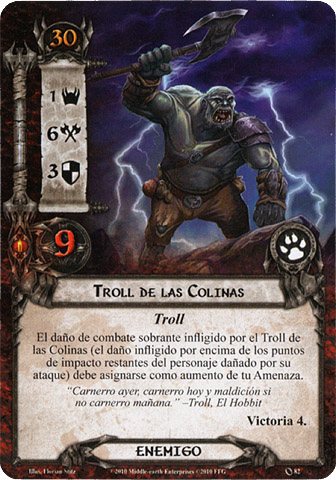 30
1
6
3
9
TROLL DE LAS COLINAS
Troll
El daño de combate sobrante infligido por el Troll de
las Colinas (el daño infligido por encima de los puntos
de impacto restantes del personaje dañado por su
ataque) debe asignarse como aumento de tu Amenaza.
“Carnero ayer, carnero hoy y maldición si
no carnero mañana.” –Troll, El Hobbit
Victoria 4.
ENEMIGO
Illus. Florian Stitz
©2010 Middle-earth Enterprises ©2010 FFG
82